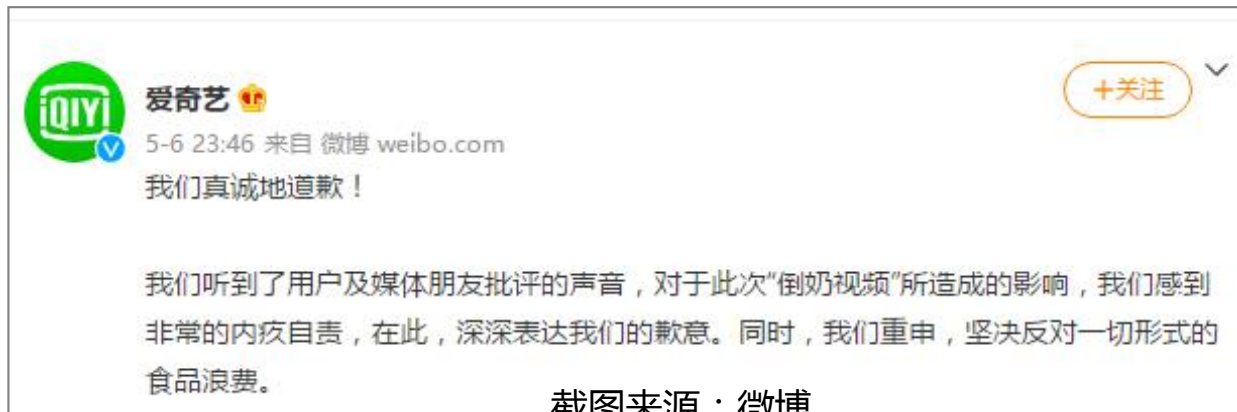 iQIYI
爱奇艺
+关注
5-6 23:46 来自 微博 weibo.com
我们真诚地道歉！
我们听到了用户及媒体朋友批评的声音，对于此次“倒奶视频”所造成的影响，我们感到
非常的内疚自责，在此，深深表达我们的歉意。同时，我们重申，坚决反对一切形式的
食品浪费。
截图来源：微博